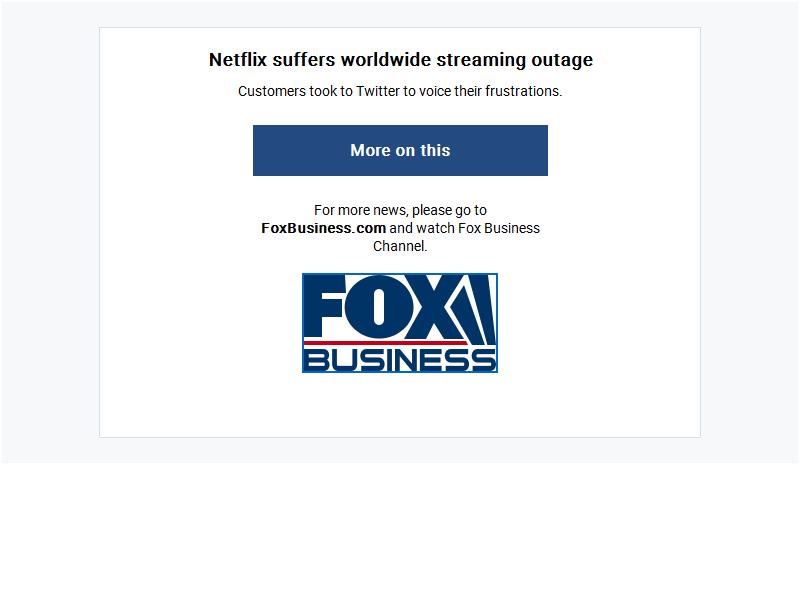 Netflix suffers worldwide streaming outage
Customers took to Twitter to voice their frustrations.
More on this
For more news, please go to
FoxBusiness.com and watch Fox Business
Channel.
FOX
BUSINESS